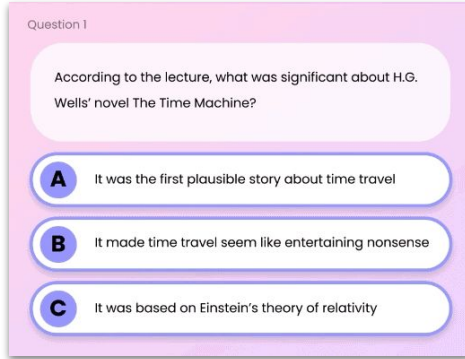 Question 1
According to the lecture, what was significant about H.G.
Wells' novel The Time Machine?
A It was the first plausible story about time travel
B It made time travel seem like entertaining nonsense
C It was based on Einstein's theory of relativity